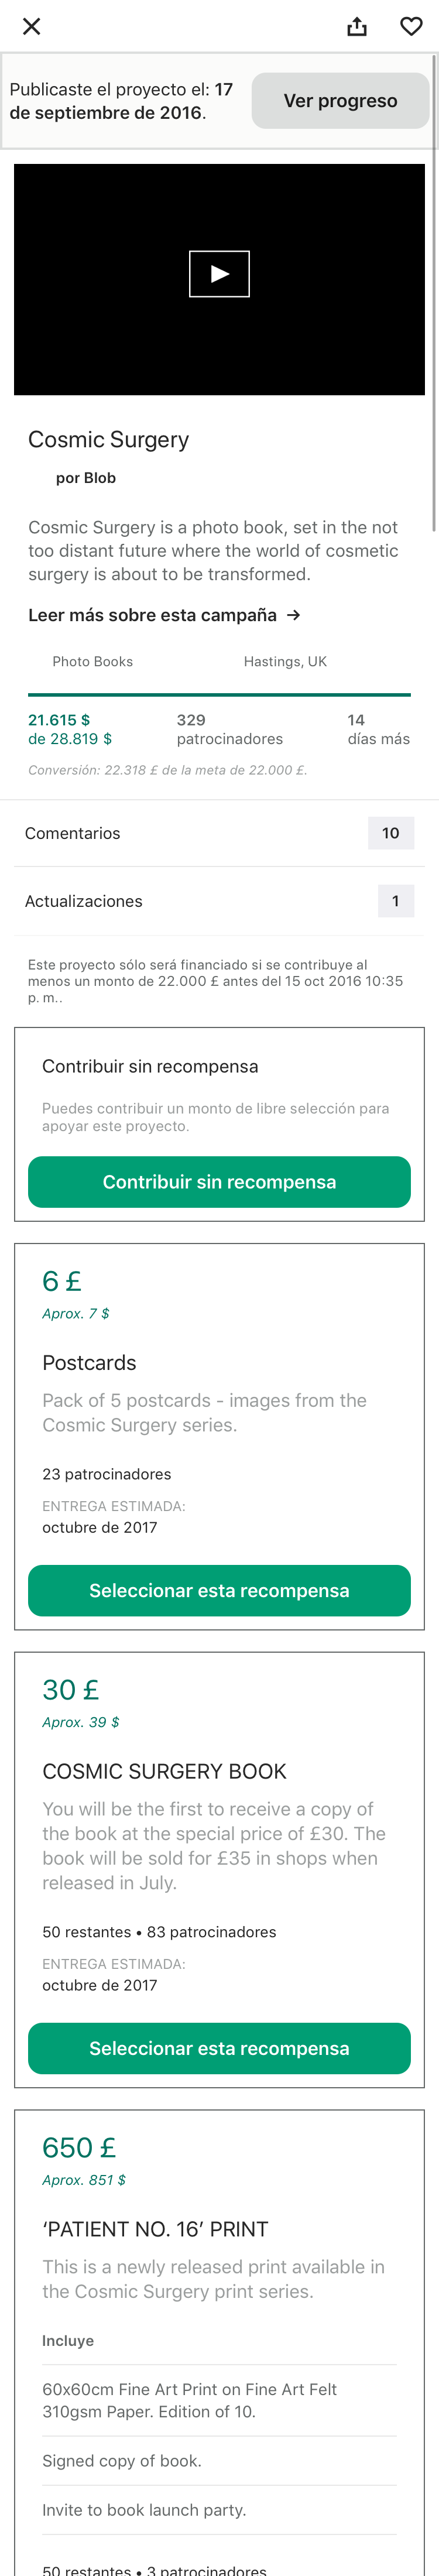 Publicaste el proyecto el: 17
de septiembre de 2016.
Ver progreso
Cosmic Surgery
por Blob
Cosmic Surgery is a photo book, set in the not
too distant future where the world of cosmetic
surgery is about to be transformed.
Leer más sobre esta campaña →
Photo Books
Hastings, UK
21.615 $
de 28.819 $
329
patrocinadores
14
días más
Conversión: 22.318 £ de la meta de 22.000 £.
Comentarios
10
Actualizaciones
1
Este proyecto sólo será financiado si se contribuye al
menos un monto de 22.000 £ antes del 15 oct 2016 10:35
p. m..
Contribuir sin recompensa
Puedes contribuir un monto de libre selección para
apoyar este proyecto.
Contribuir sin recompensa
6 £
Aprox. 7 $
Postcards
Pack of 5 postcards - images from the
Cosmic Surgery series.
23 patrocinadores
ENTREGA ESTIMADA:
octubre de 2017
Seleccionar esta recompensa
30 £
Aprox. 39 $
COSMIC SURGERY BOOK
You will be the first to receive a copy of
the book at the special price of £30. The
book will be sold for £35 in shops when
released in July.
50 restantes • 83 patrocinadores
ENTREGA ESTIMADA:
octubre de 2017
Seleccionar esta recompensa
650 £
Aprox. 851 $
‘PATIENT NO. 16’ PRINT
This is a newly released print available in
the Cosmic Surgery print series.
Incluye
60x60cm Fine Art Print on Fine Art Felt
310gsm Paper. Edition of 10.
Signed copy of book.
Invite to book launch party.
50 restantes • 3 patrocinadores